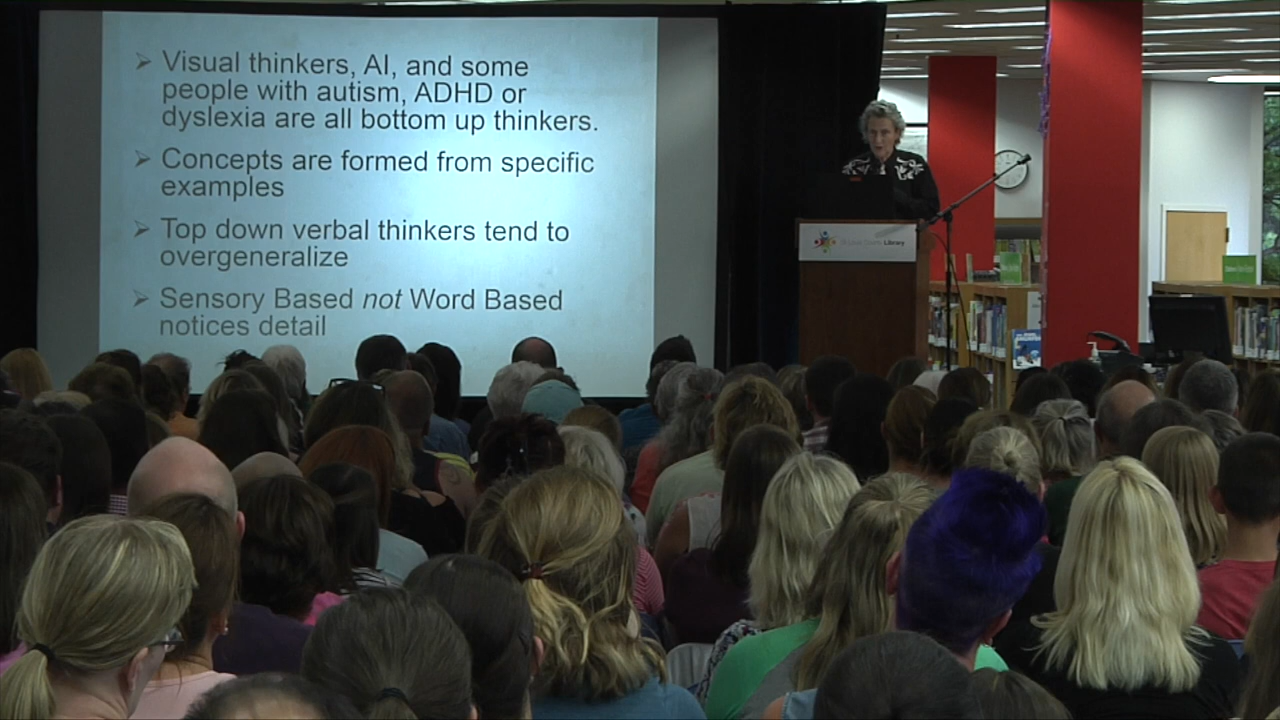 ➢ Visual thinkers, AI, and some
people with autism, ADHD or
dyslexia are all bottom up thinkers.
➢ Concepts are formed from specific
examples
➢ Top down verbal thinkers tend to
overgeneralize
➢ Sensory Based not Word Based
notices detail
Library